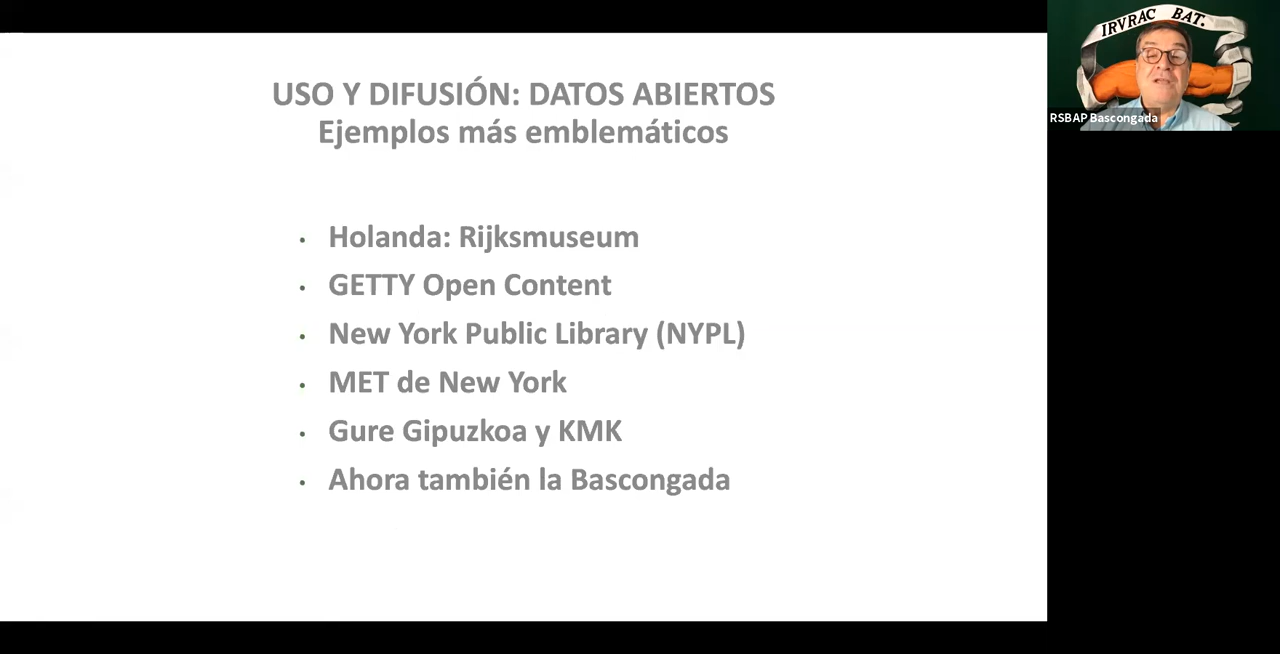 USO Y DIFUSIÓN: DATOS ABIERTOS
Ejemplos más emblemáticos
• Holanda: Rijksmuseum
• GETTY Open Content
• New York Public Library (NYPL)
• MET de New York
• Gure Gipuzkoa y KMK
• Ahora también la Bascongada
IRVRAC BAT.
RSBAP Bascongada